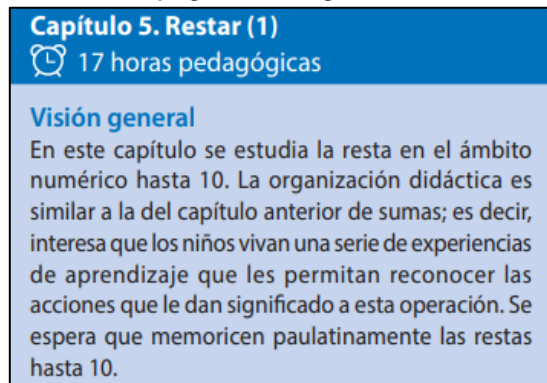 Capítulo 5. Restar (1)
17 horas pedagógicas
Visión general
En este capítulo se estudia la resta en el ámbito
numérico hasta 10. La organización didáctica es
similar a la del capítulo anterior de sumas; es decir,
interesa que los niños vivan una serie de experiencias
de aprendizaje que les permitan reconocer las
acciones que le dan significado a esta operación. Se
espera que memoricen paulatinamente las restas
hasta 10.